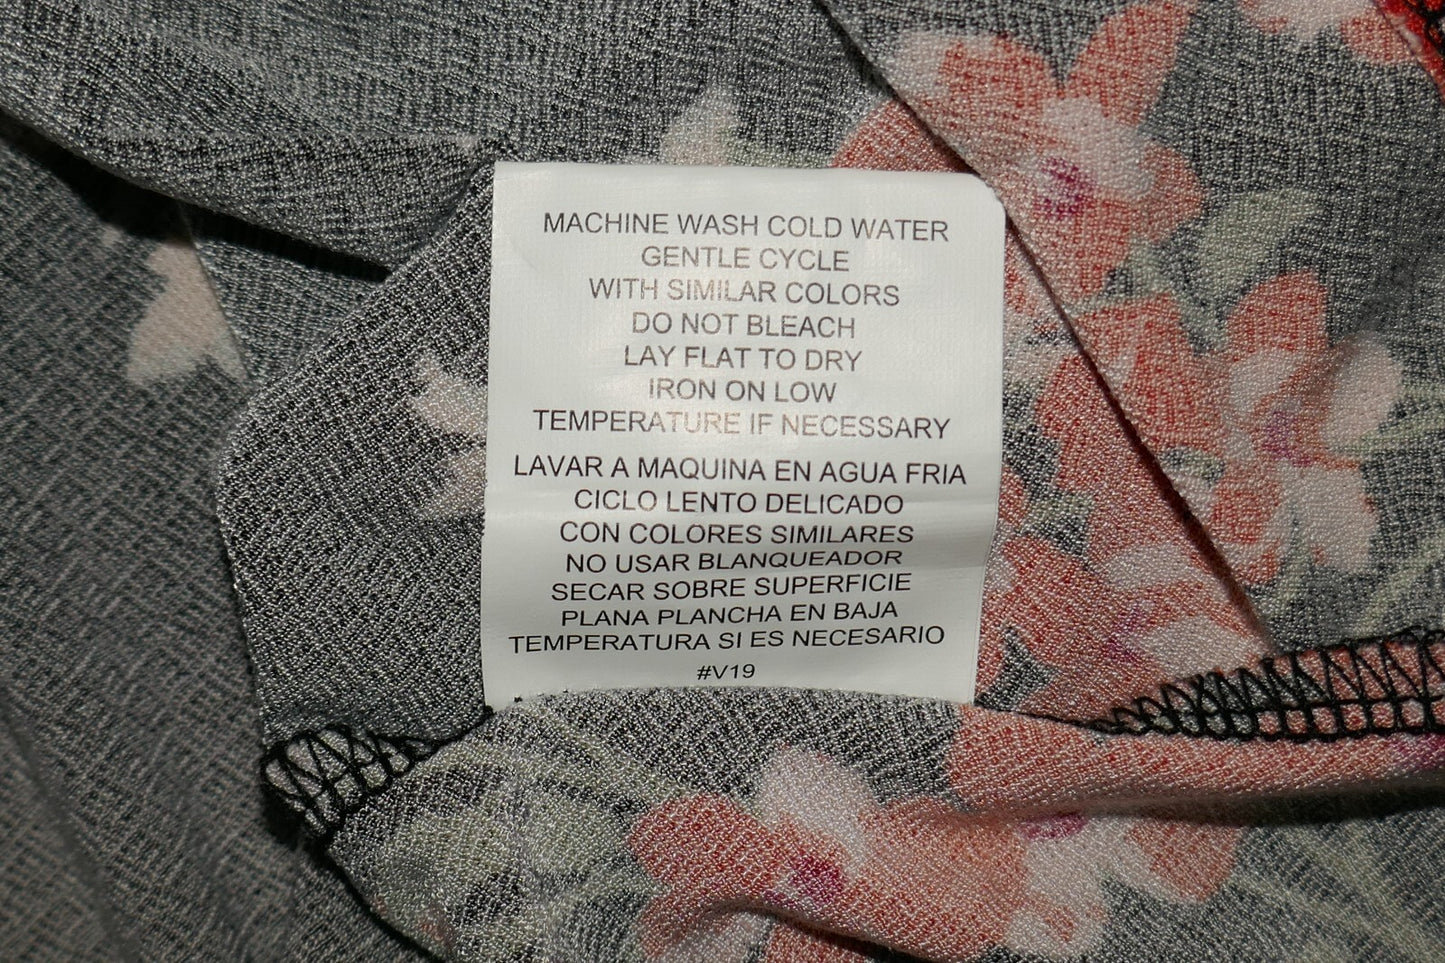 MACHINE WASH COLD WATER
GENTLE CYCLE
WITH SIMILAR COLORS
DO NOT BLEACH
LAY FLAT TO DRY
IRON ON LOW
TEMPERATURE IF NECESSARY
LAVAR A MAQUINA EN AGUA FRIA
CICLO LENTO DELICADO
CON COLORES SIMILARES
NO USAR BLANQUEADOR
SECAR SOBRE SUPERFICIE
PLANA PLANCHA EN BAJA
TEMPERATURA SI ES NECESARIO
#V19